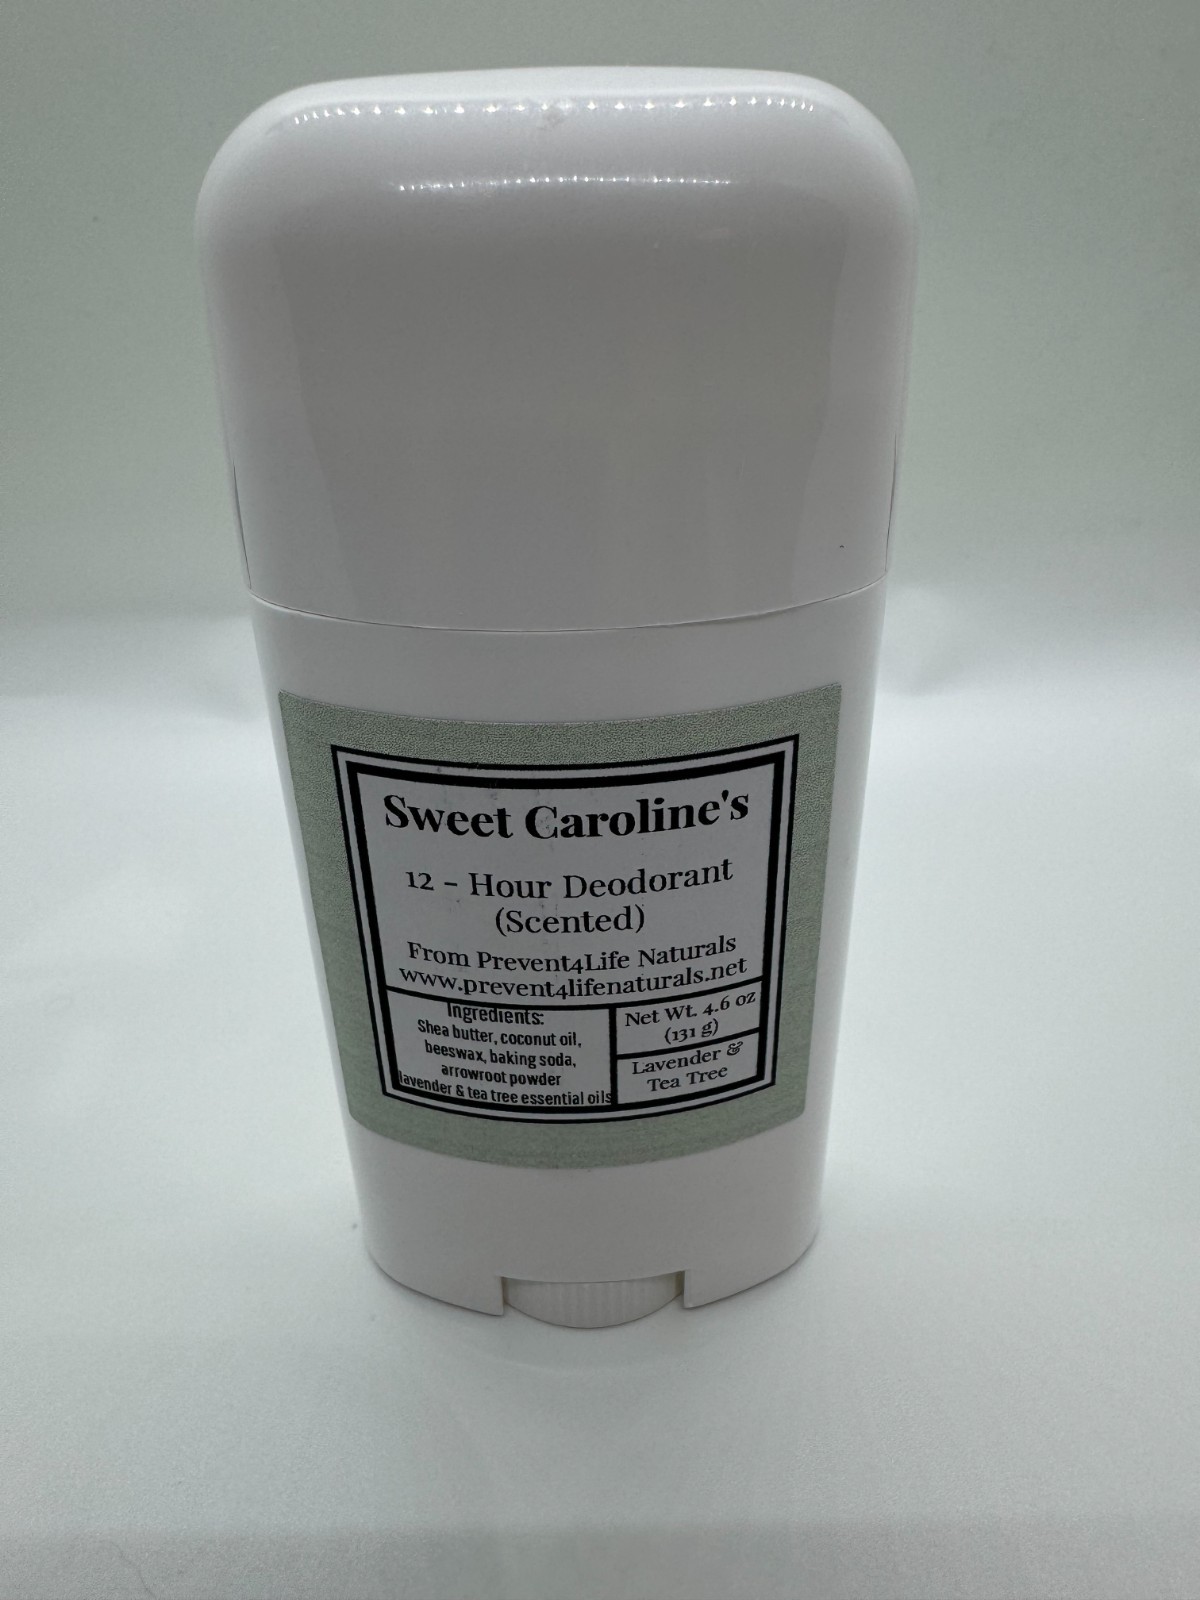 Sweet Caroline's
12 - Hour Deodorant
(Scented)
From Prevent4Life Naturals
www.prevent4lifenaturals.net
Ingredients:
Shea butter, coconut oil,
beeswax, baking soda,
arrowroot powder
lavender & tea tree essential oils
Net Wt. 4.6 oz
(131 g)
Lavender &
Tea Tree